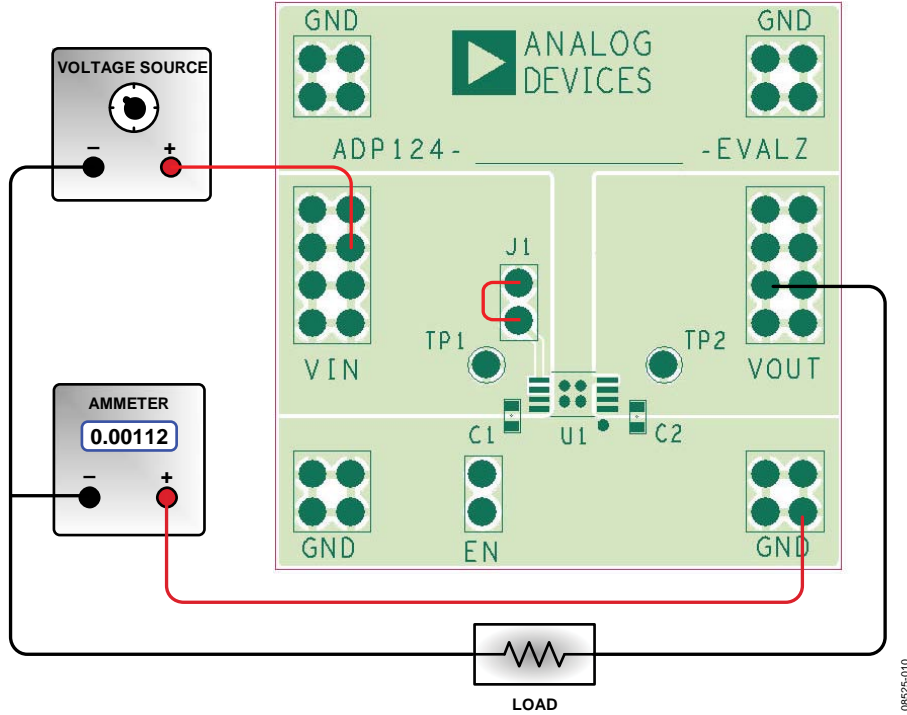 GND
GND
VOLTAGE SOURCE
ANALOG
DEVICES
– +
ADP124-____________________-EVALZ
J1
TP1
TP2
VIN
VOUT
AMMETER
0.00112
– +
C1
U1
C2
GND
EN
GND
LOAD
08525-010